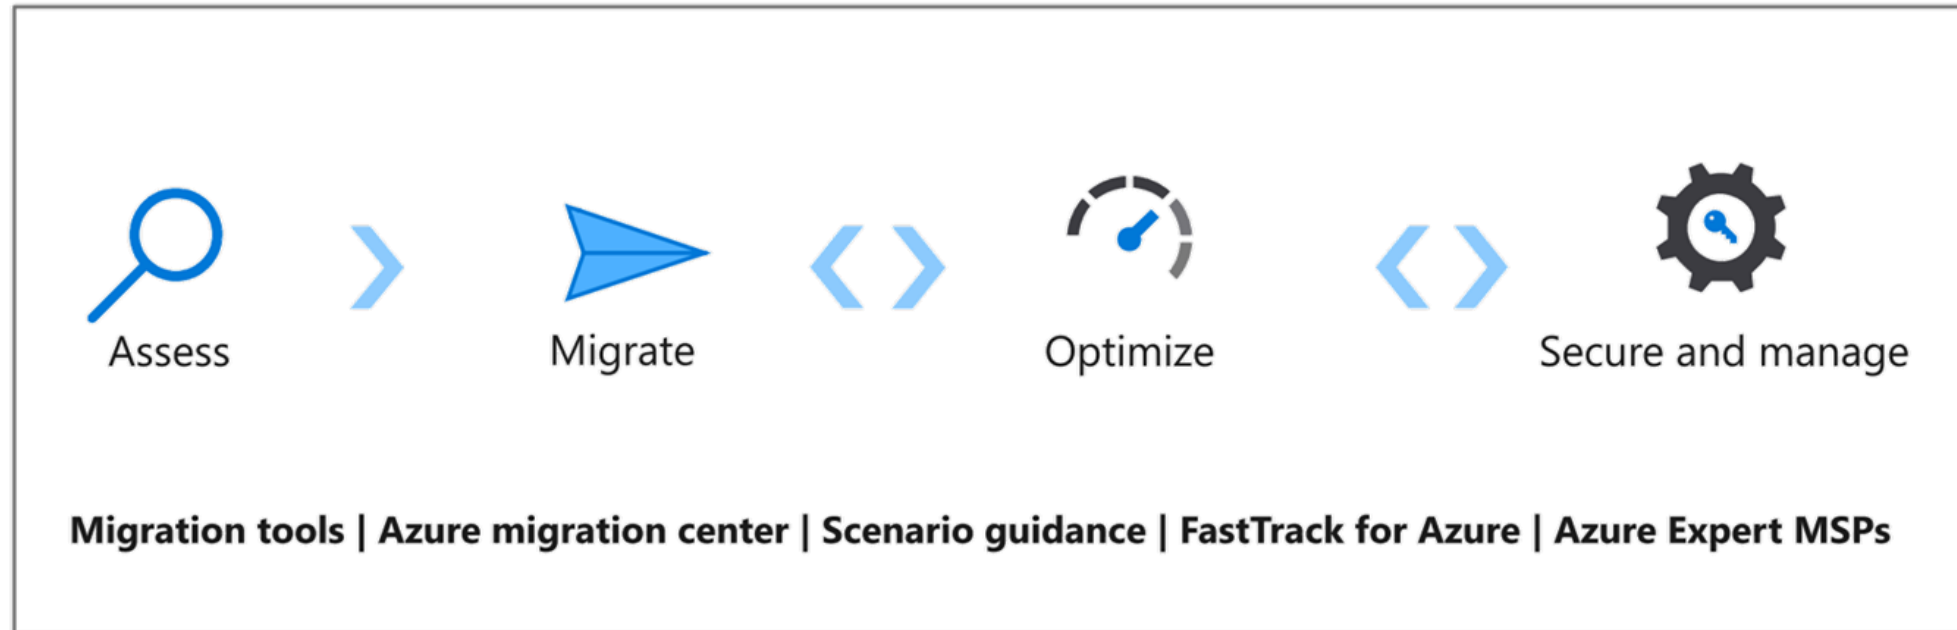 Assess
Migrate
Optimize
Secure and manage
Migration tools | Azure migration center | Scenario guidance | FastTrack for Azure | Azure Expert MSPs